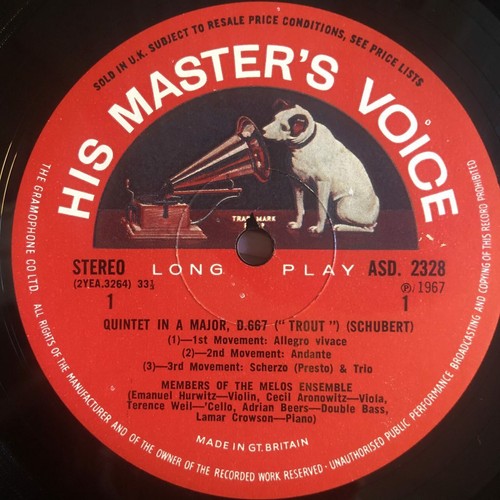 SOLD IN U.K. SUBJECT TO RESALE PRICE CONDITIONS, SEE PRICE LISTS
HIS MASTER'S VOICE
TRADE MARK
STEREO
LONG PLAY
ASD. 2328
(2YEA.3264) 33⅓
℗ 1967
1
1
QUINTET IN A MAJOR, D.667 ("TROUT") (SCHUBERT)
(1)—1st Movement: Allegro vivace
(2)—2nd Movement: Andante
(3)—3rd Movement: Scherzo (Presto) & Trio
MEMBERS OF THE MELOS ENSEMBLE
(Emanuel Hurwitz—Violin, Cecil Aronowitz—Viola,
Terence Weil—'Cello, Adrian Beers—Double Bass,
Lamar Crowson—Piano)
MADE IN GT. BRITAIN
THE GRAMOPHONE CO LTD. ALL RIGHTS OF THE MANUFACTURER AND OF THE OWNER OF THE RECORDED WORK RESERVED · UNAUTHORISED PUBLIC PERFORMANCE BROADCASTING AND COPYING OF THIS RECORD PROHIBITED